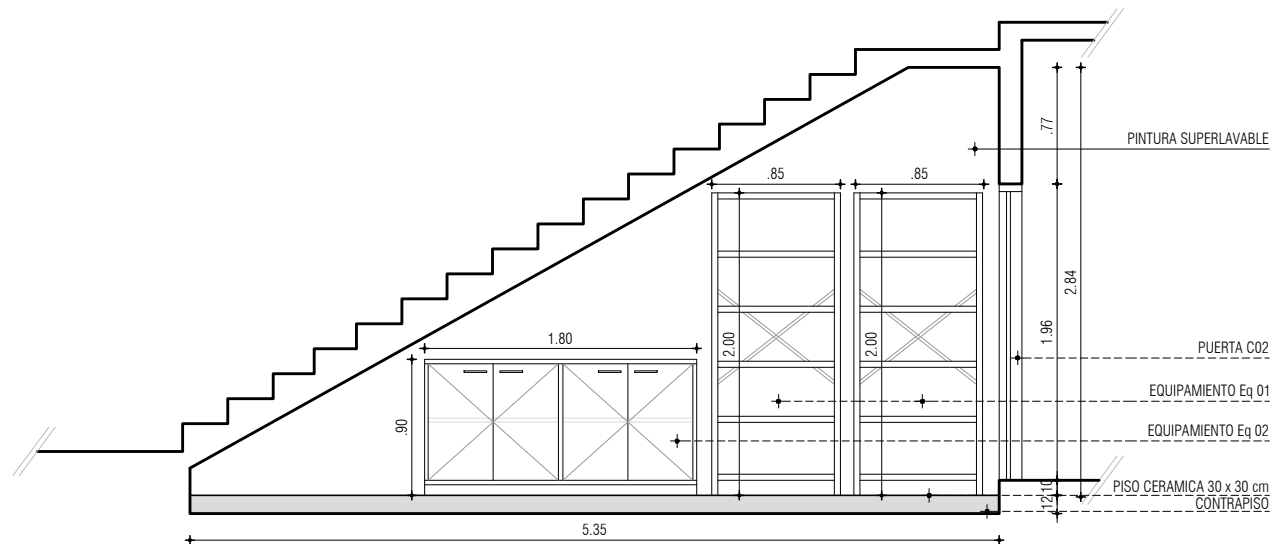 .77
PINTURA SUPERLAVABLE
.85
.85
2.84
1.80
2.00
2.00
1.96
PUERTA C02
EQUIPAMIENTO Eq 01
.90
EQUIPAMIENTO Eq 02
.10
PISO CERAMICA 30 x 30 cm
.12
CONTRAPISO
5.35